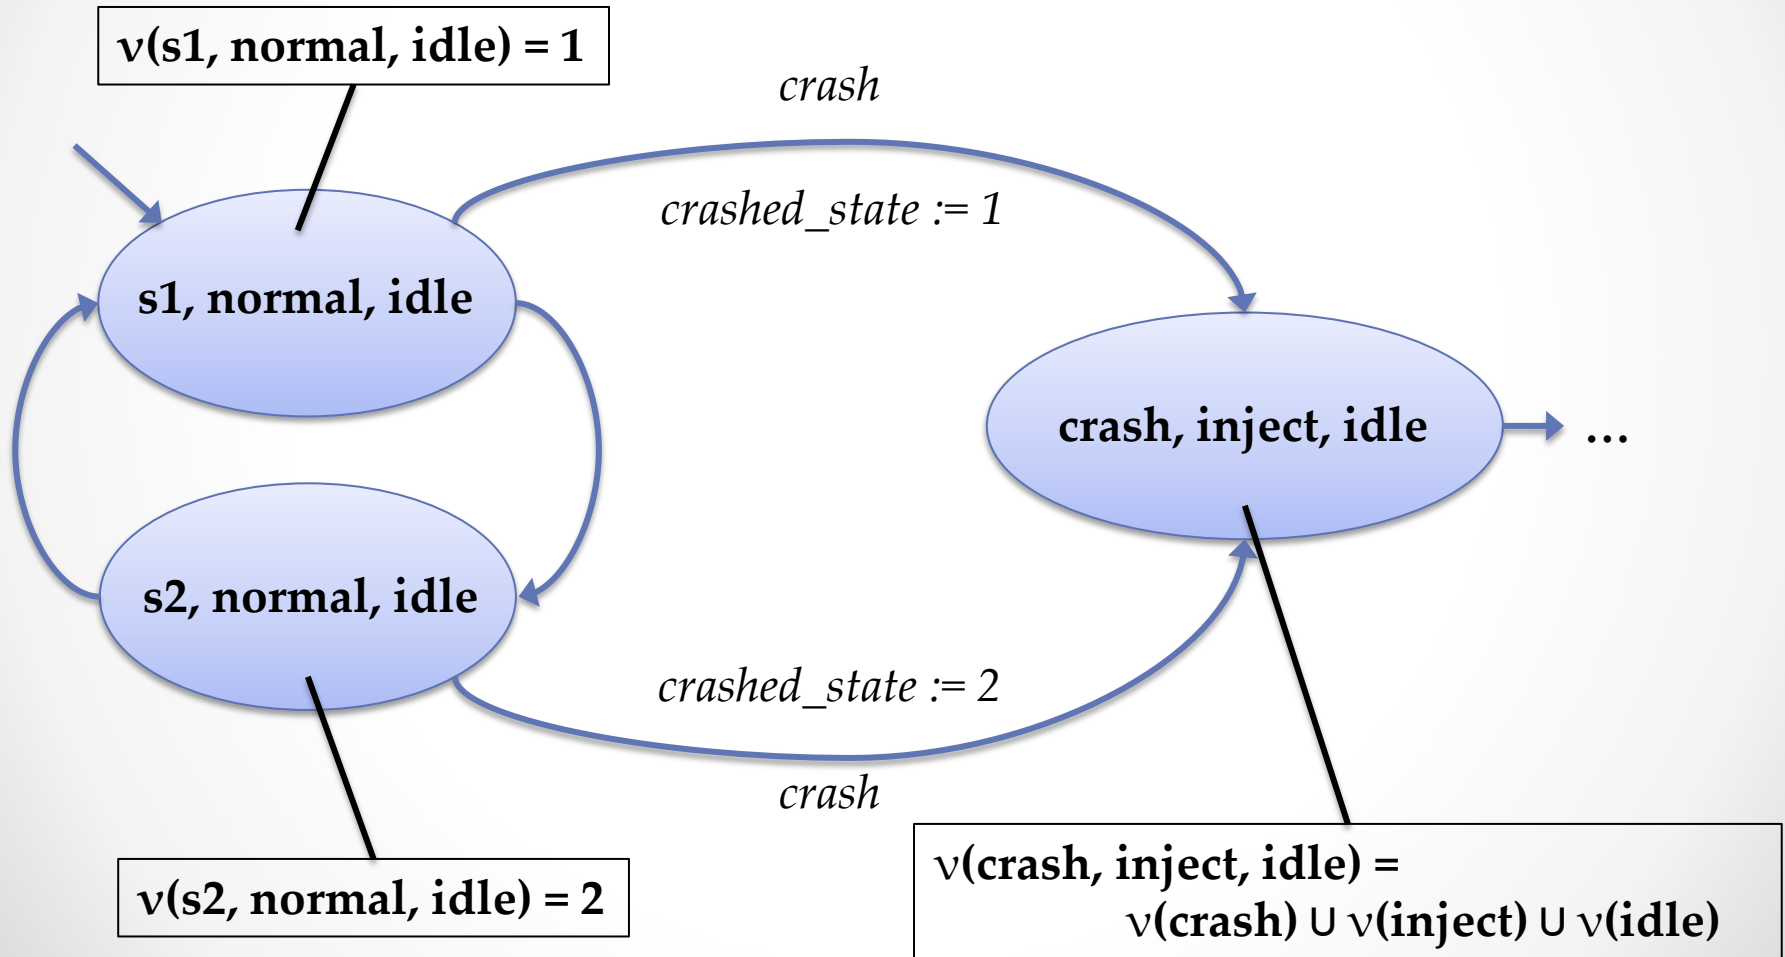 ν(s1, normal, idle) = 1
crash
crashed_state := 1
s1, normal, idle
crash, inject, idle
...
s2, normal, idle
crashed_state := 2
crash
ν(s2, normal, idle) = 2
ν(crash, inject, idle) =
ν(crash) ∪ ν(inject) ∪ ν(idle)